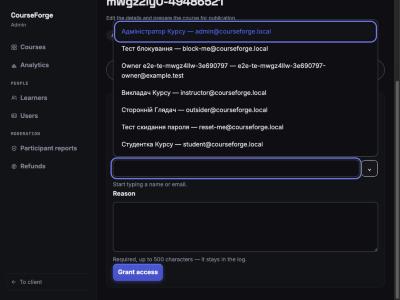 CourseForge
Admin
Courses
Analytics
PEOPLE
Learners
Users
MODERATION
Participant reports
Refunds
← To client
mwgz2iy0-49486521
Edit the details and prepare the course for publication.
Адміністратор Курсу — admin@courseforge.local
Тест блокування — block-me@courseforge.local
Owner e2e-te-mwgz4llw-3e690797 — e2e-te-mwgz4llw-3e690797-
owner@example.test
Викладач Курсу — instructor@courseforge.local
Сторонній Глядач — outsider@courseforge.local
Тест скидання пароля — reset-me@courseforge.local
Студентка Курсу — student@courseforge.local
Start typing a name or email.
Reason
Required, up to 500 characters — it stays in the log.
Grant access